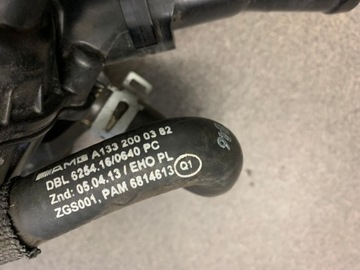 AMG A133 200 03 82
DBL 6254.16/0640 PC
Znd: 05.04.13 / EHO PL
ZGS001, PAM 6814613 Q1